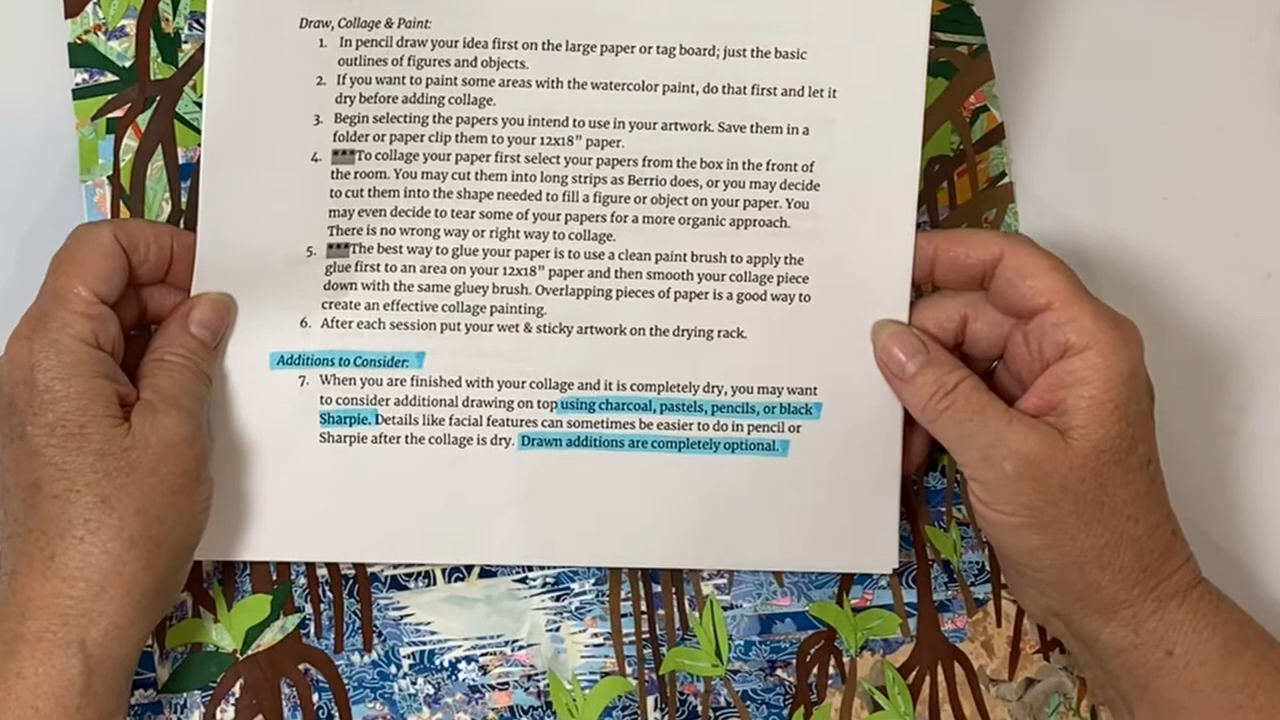 Draw, Collage & Paint:
1. In pencil draw your idea first on the large paper or tag board; just the basic
outlines of figures and objects.
2. If you want to paint some areas with the watercolor paint, do that first and let it
dry before adding collage.
3. Begin selecting the papers you intend to use in your artwork. Save them in a
folder or paper clip them to your 12x18” paper.
4. ***To collage your paper first select your papers from the box in the front of
the room. You may cut them into long strips as Berrio does, or you may decide
to cut them into the shape needed to fill a figure or object on your paper. You
may even decide to tear some of your papers for a more organic approach.
There is no wrong way or right way to collage.
5. ***The best way to glue your paper is to use a clean paint brush to apply the
glue first to an area on your 12x18” paper and then smooth your collage piece
down with the same gluey brush. Overlapping pieces of paper is a good way to
create an effective collage painting.
6. After each session put your wet & sticky artwork on the drying rack.
Additions to Consider:
7. When you are finished with your collage and it is completely dry, you may want
to consider additional drawing on top using charcoal, pastels, pencils, or black
Sharpie. Details like facial features can sometimes be easier to do in pencil or
Sharpie after the collage is dry. Drawn additions are completely optional.